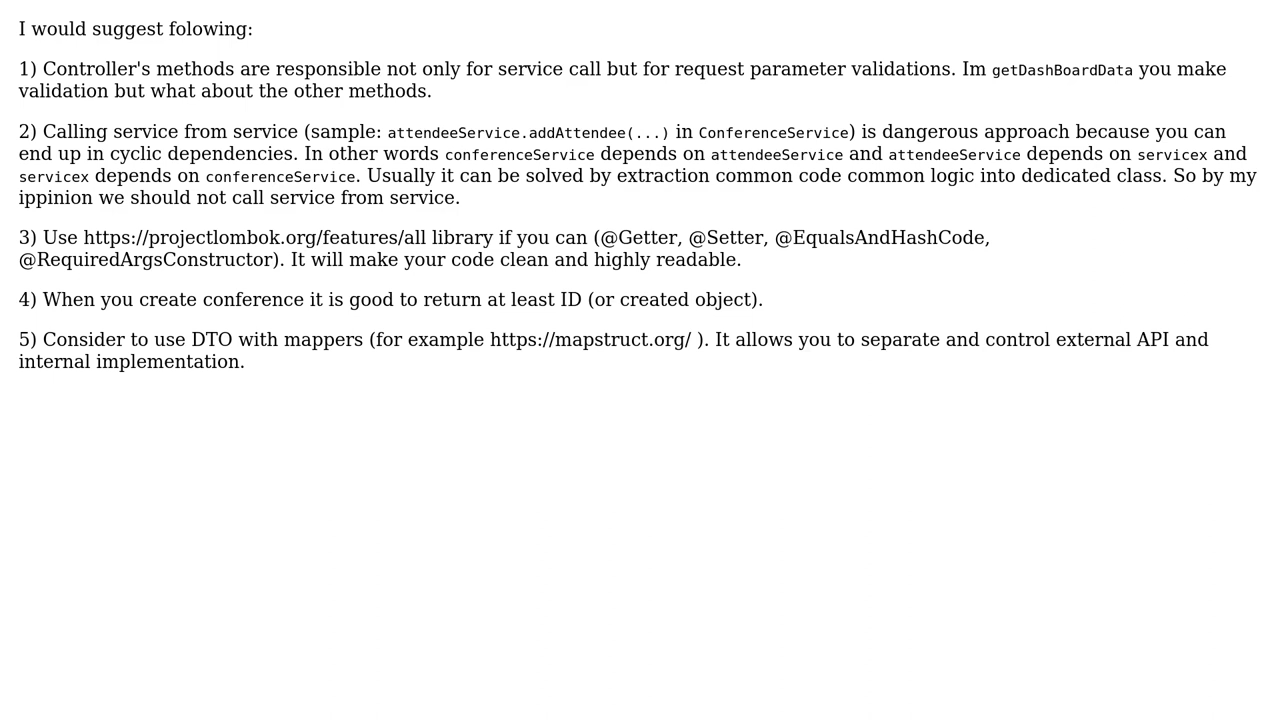 I would suggest folowing:
1) Controller's methods are responsible not only for service call but for request parameter validations. Im getDashBoardData you make
validation but what about the other methods.
2) Calling service from service (sample: attendeeService.addAttendee(...) in ConferenceService) is dangerous approach because you can
end up in cyclic dependencies. In other words conferenceService depends on attendeeService and attendeeService depends on servicex and
servicex depends on conferenceService. Usually it can be solved by extraction common code common logic into dedicated class. So by my
ippinion we should not call service from service.
3) Use https://projectlombok.org/features/all library if you can (@Getter, @Setter, @EqualsAndHashCode,
@RequiredArgsConstructor). It will make your code clean and highly readable.
4) When you create conference it is good to return at least ID (or created object).
5) Consider to use DTO with mappers (for example https://mapstruct.org/ ). It allows you to separate and control external API and
internal implementation.